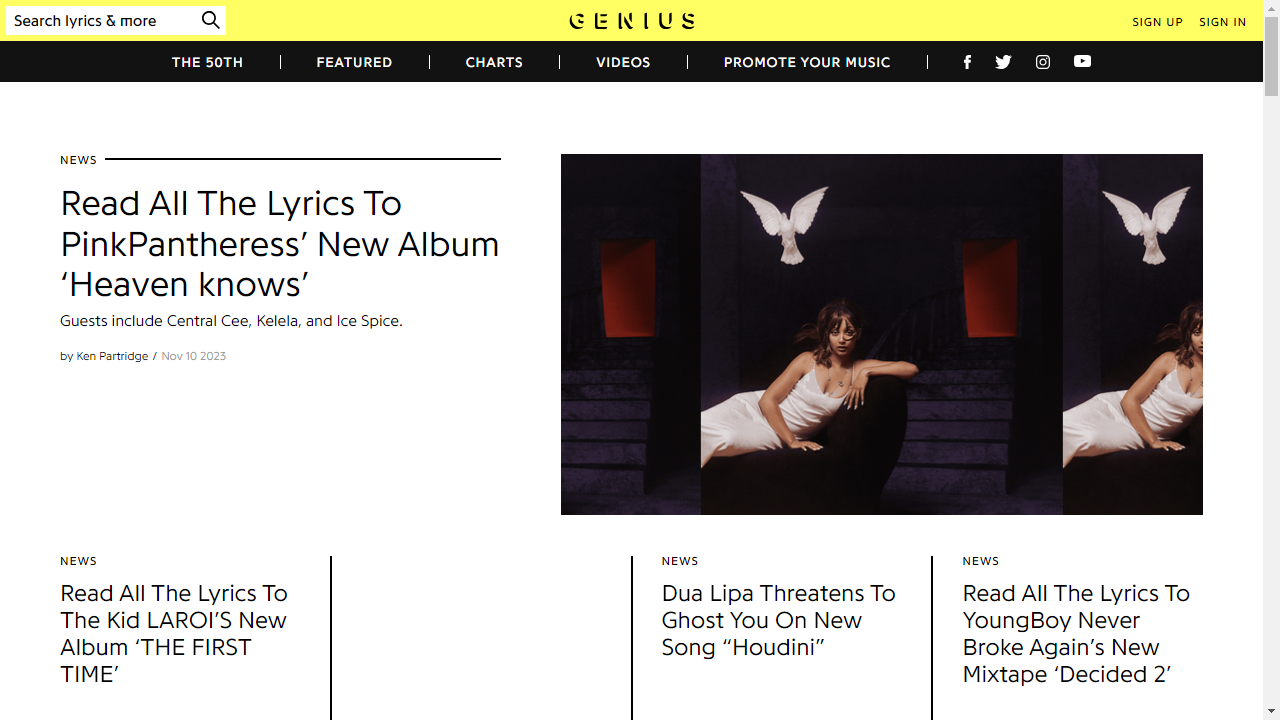 Search lyrics & more
GENIUS
SIGN UP
SIGN IN
THE 50TH
FEATURED
CHARTS
VIDEOS
PROMOTE YOUR MUSIC
NEWS
Read All The Lyrics To
PinkPantheress’ New Album
‘Heaven knows’
Guests include Central Cee, Kelela, and Ice Spice.
by Ken Partridge / Nov 10 2023
NEWS
Read All The Lyrics To
The Kid LAROI’S New
Album ‘THE FIRST
TIME’
NEWS
Dua Lipa Threatens To
Ghost You On New
Song “Houdini”
NEWS
Read All The Lyrics To
YoungBoy Never
Broke Again’s New
Mixtape ‘Decided 2’